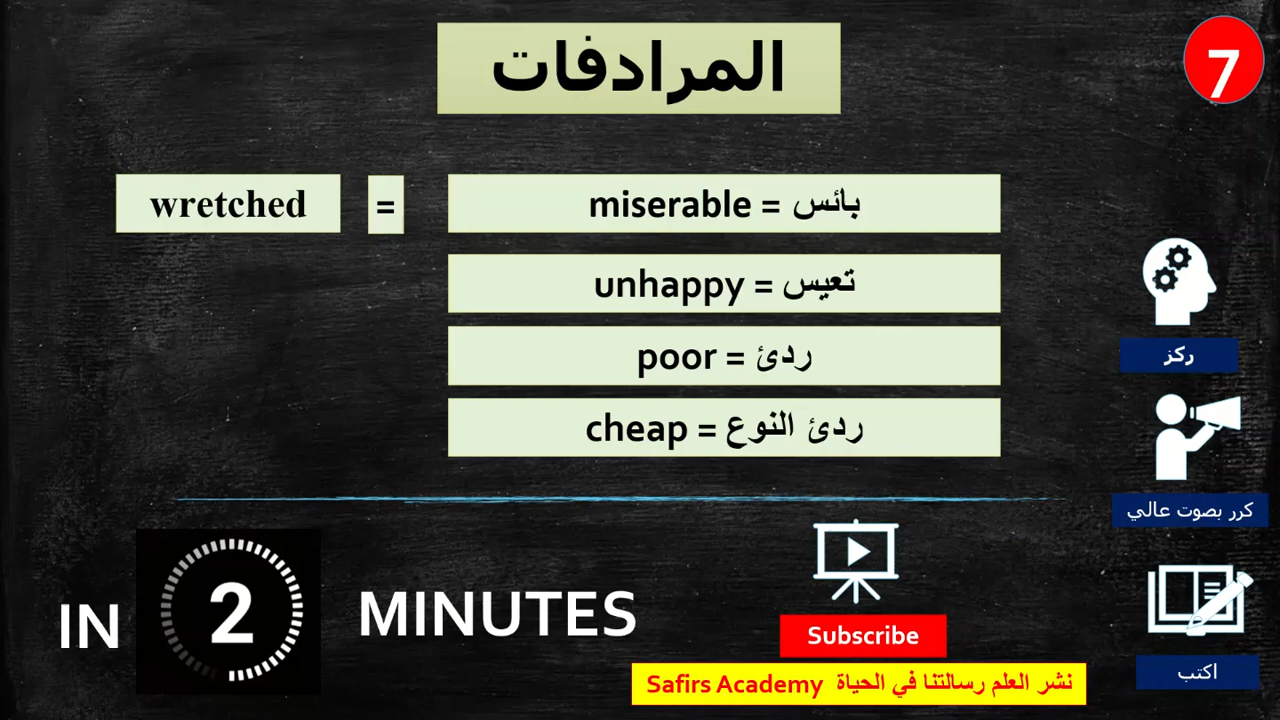 المرادفات
7
wretched = miserable = بائس
unhappy = تعيس
poor = ردئ
cheap = ردئ النوع
ركز
كرر بصوت عالي
اكتب
IN 2 MINUTES
Subscribe
Safirs Academy نشر العلم رسالتنا في الحياة